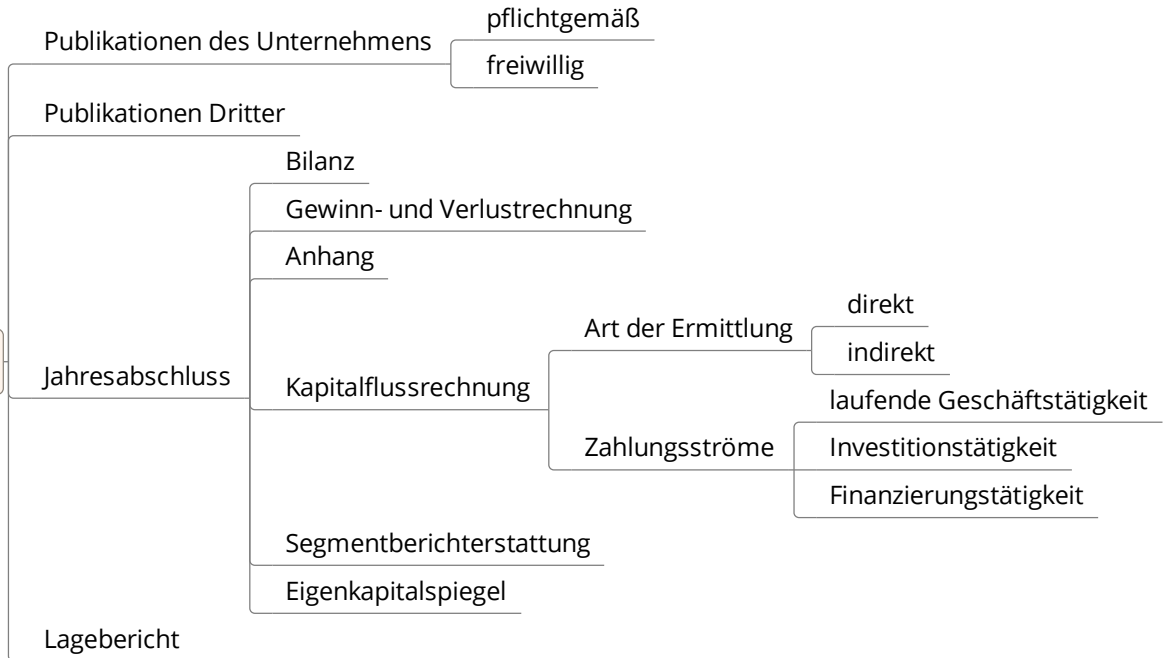 Publikationen des Unternehmens
pflichtgemäß
freiwillig
Publikationen Dritter
Jahresabschluss
Bilanz
Gewinn- und Verlustrechnung
Anhang
Kapitalflussrechnung
Art der Ermittlung
direkt
indirekt
Zahlungsströme
laufende Geschäftstätigkeit
Investitionstätigkeit
Finanzierungstätigkeit
Segmentberichterstattung
Eigenkapitalspiegel
Lagebericht